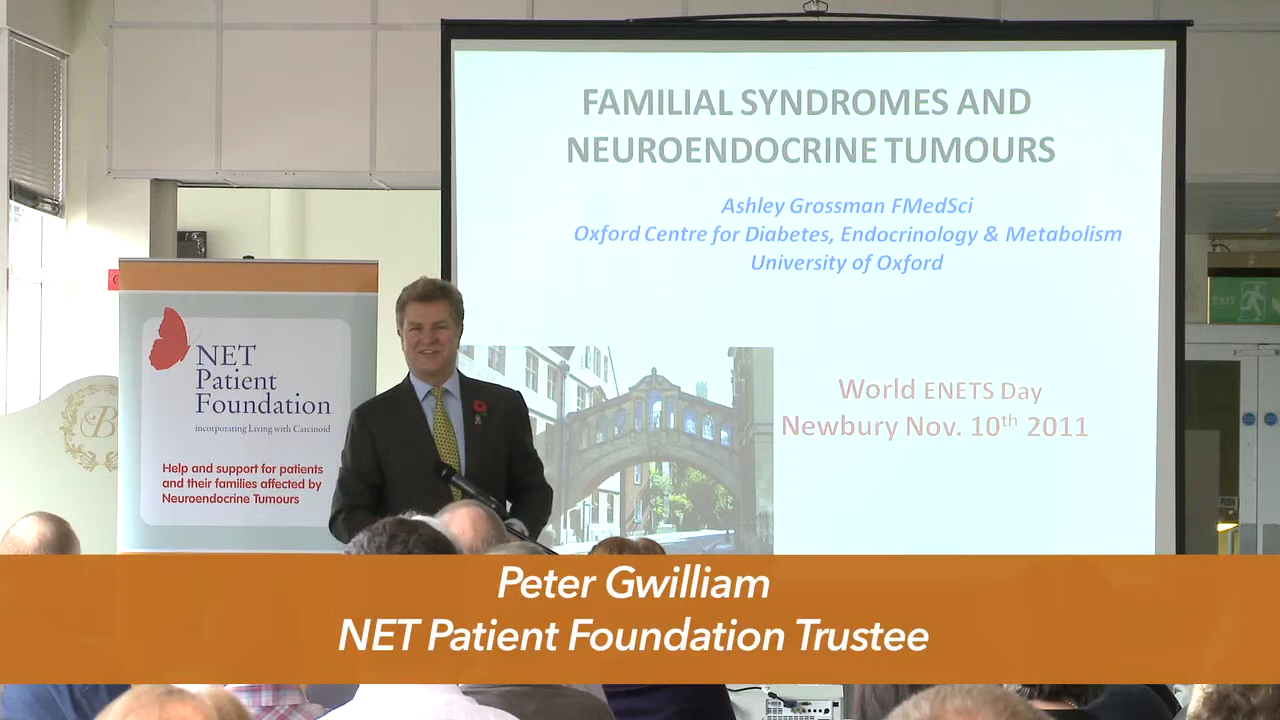 FAMILIAL SYNDROMES AND
NEUROENDOCRINE TUMOURS
Ashley Grossman FMedSci
Oxford Centre for Diabetes, Endocrinology & Metabolism
University of Oxford
World ENETS Day
Newbury Nov. 10th 2011
NET
Patient
Foundation
incorporating Living with Carcinoid
Help and support for patients
and their families affected by
Neuroendocrine Tumours
B
EXIT
Peter Gwilliam
NET Patient Foundation Trustee